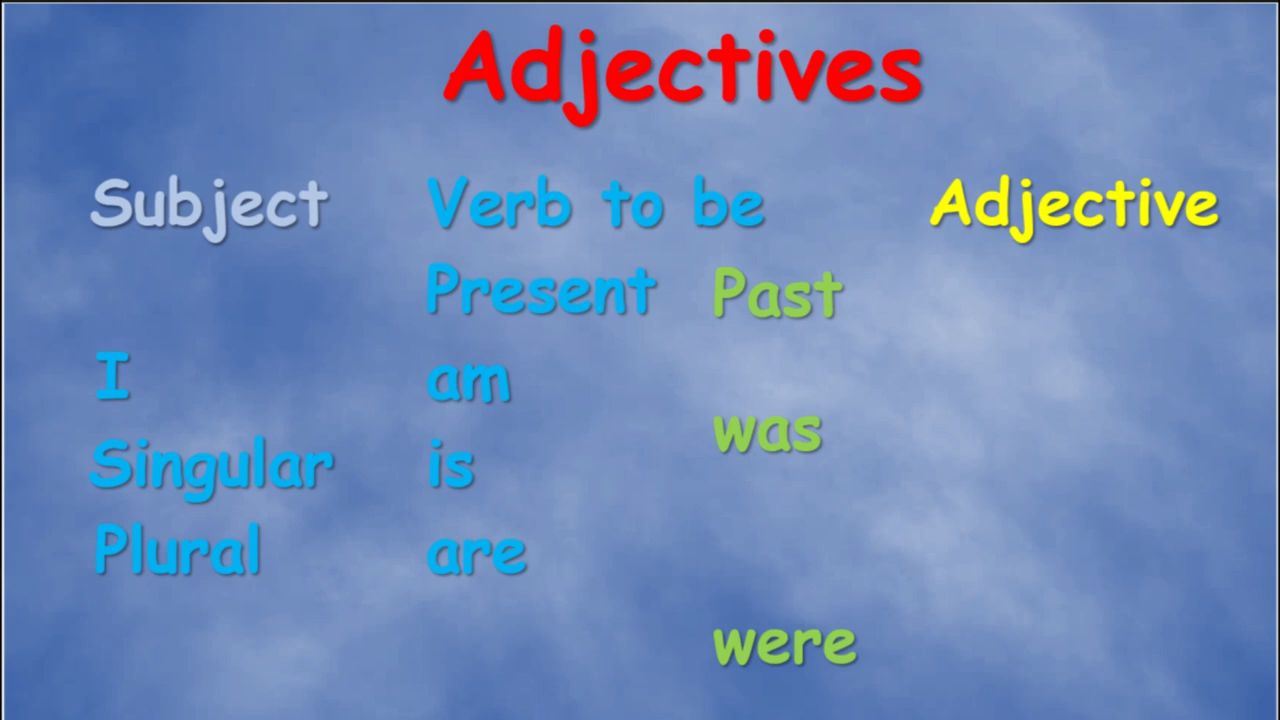 Adjectives
Subject Verb to be Adjective
Present Past
I am
was
Singular is
Plural are
were